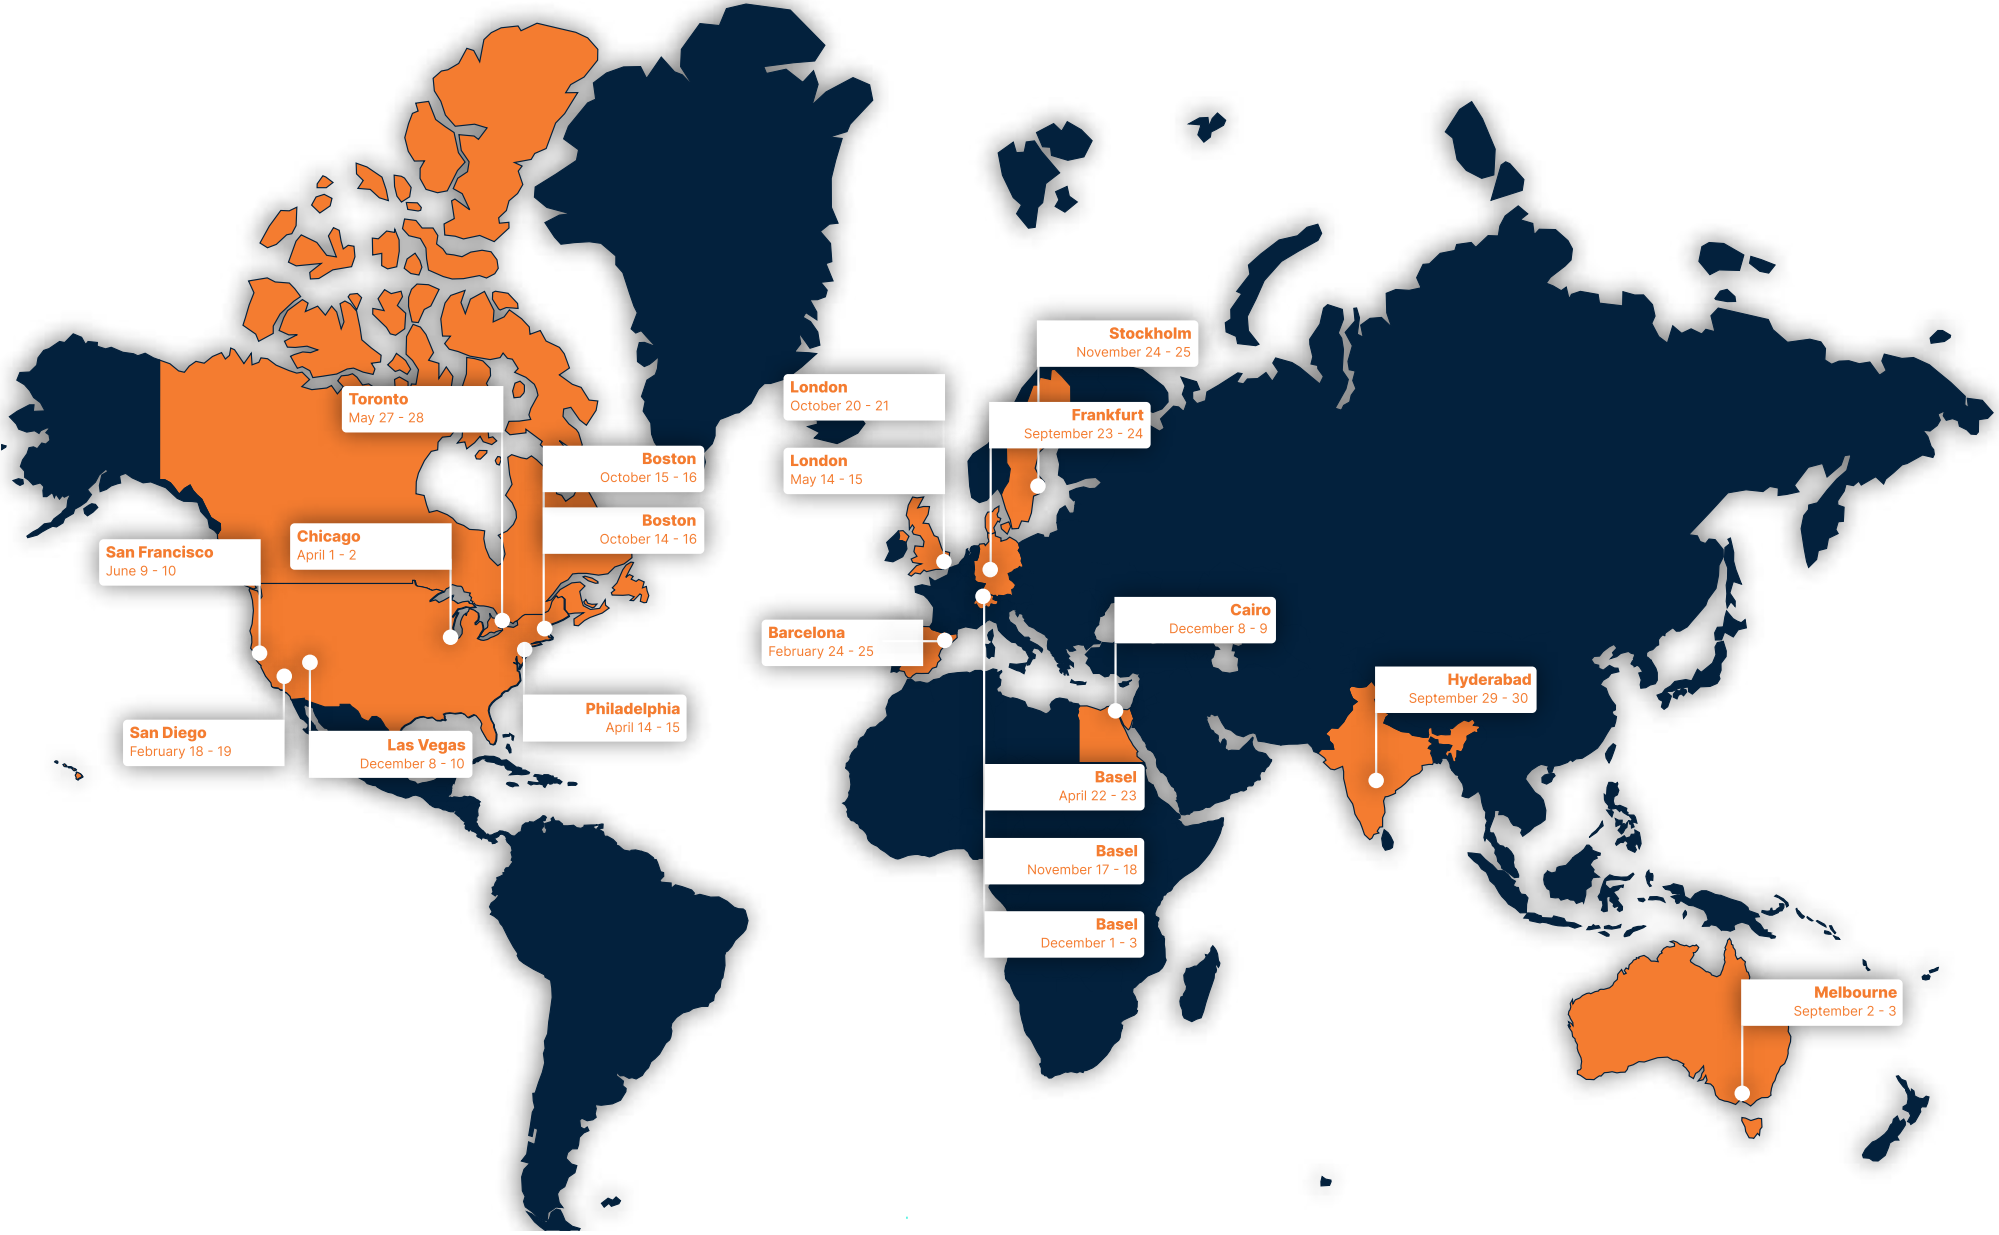 Stockholm
November 24 - 25
London
October 20 - 21
Toronto
May 27 - 28
Frankfurt
September 23 - 24
Boston
October 15 - 16
London
May 14 - 15
Boston
October 14 - 16
Chicago
April 1 - 2
San Francisco
June 9 - 10
Cairo
December 8 - 9
Barcelona
February 24 - 25
Hyderabad
September 29 - 30
Philadelphia
April 14 - 15
San Diego
February 18 - 19
Las Vegas
December 8 - 10
Basel
April 22 - 23
Basel
November 17 - 18
Basel
December 1 - 3
Melbourne
September 2 - 3